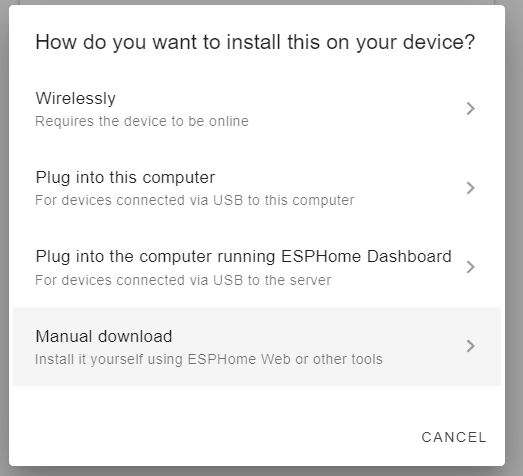 How do you want to install this on your device?
Wirelessly
Requires the device to be online
Plug into this computer
For devices connected via USB to this computer
Plug into the computer running ESPHome Dashboard
For devices connected via USB to the server
Manual download
Install it yourself using ESPHome Web or other tools
CANCEL